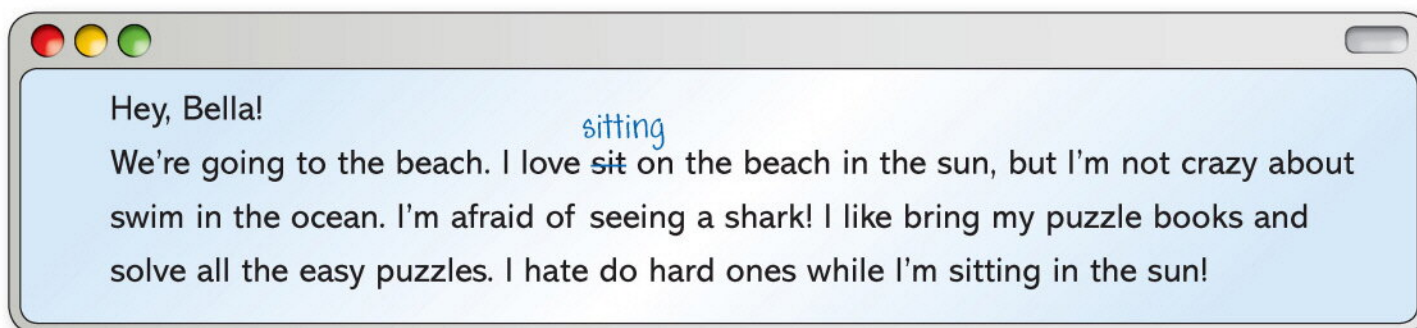 Hey, Bella!
sitting
We're going to the beach. I love sit on the beach in the sun, but I'm not crazy about
swim in the ocean. I'm afraid of seeing a shark! I like bring my puzzle books and
solve all the easy puzzles. I hate do hard ones while I'm sitting in the sun!